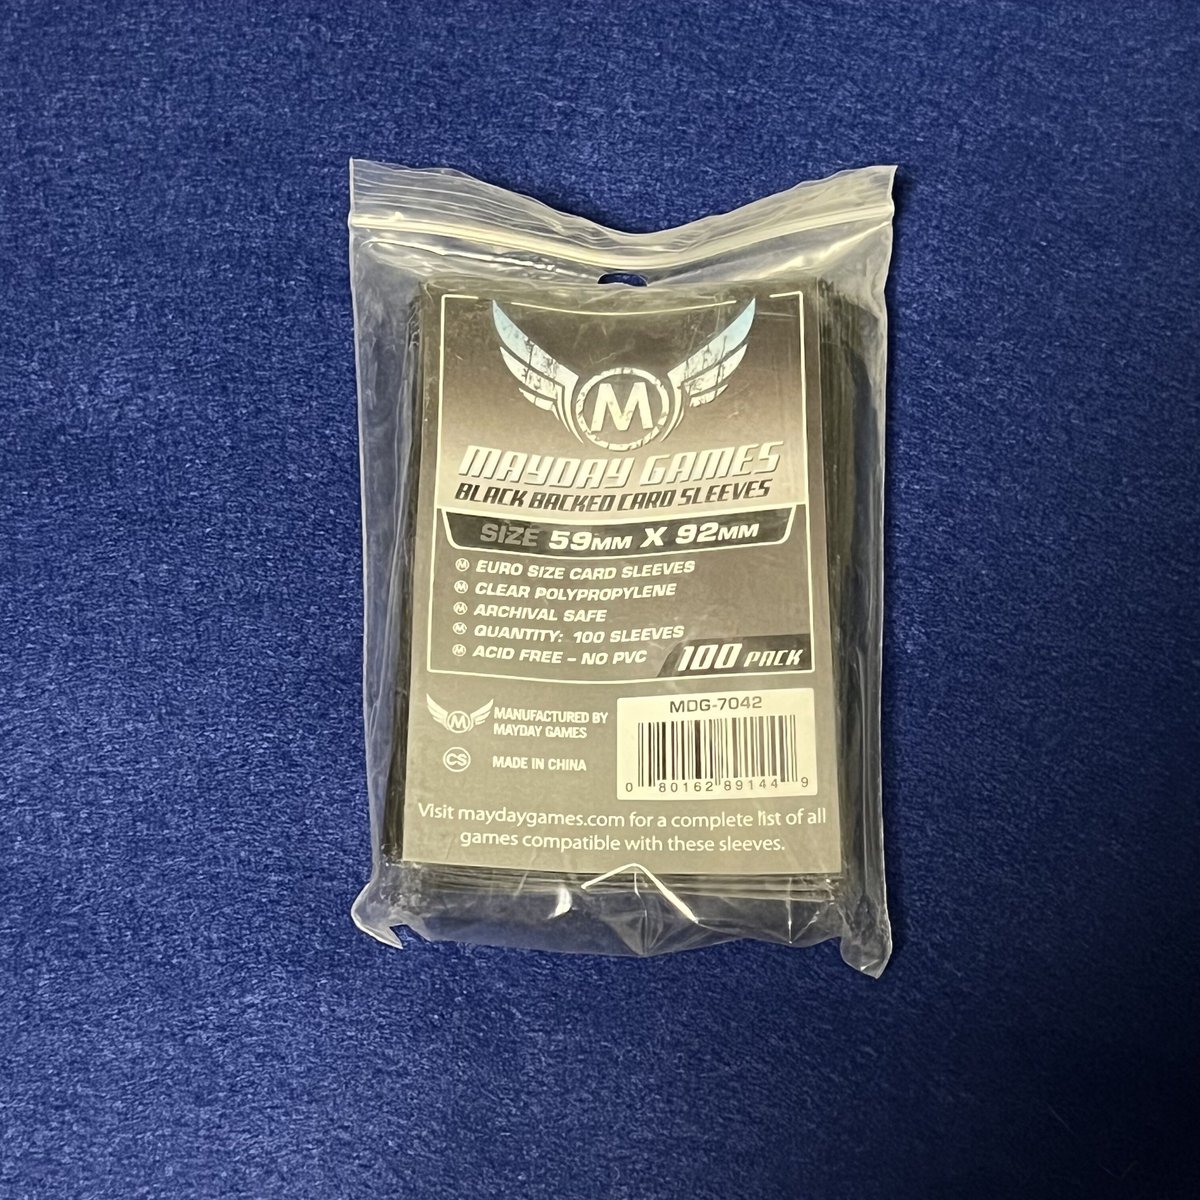 M
MAYDAY GAMES
BLACK BACKED CARD SLEEVES
SIZE 59MM X 92MM
M EURO SIZE CARD SLEEVES
M CLEAR POLYPROPYLENE
M ARCHIVAL SAFE
M QUANTITY: 100 SLEEVES
M ACID FREE – NO PVC
100 PACK
M
MANUFACTURED BY
MAYDAY GAMES
CS
MADE IN CHINA
MDG-7042
0 80162 89144 9
Visit maydaygames.com for a complete list of all
games compatible with these sleeves.